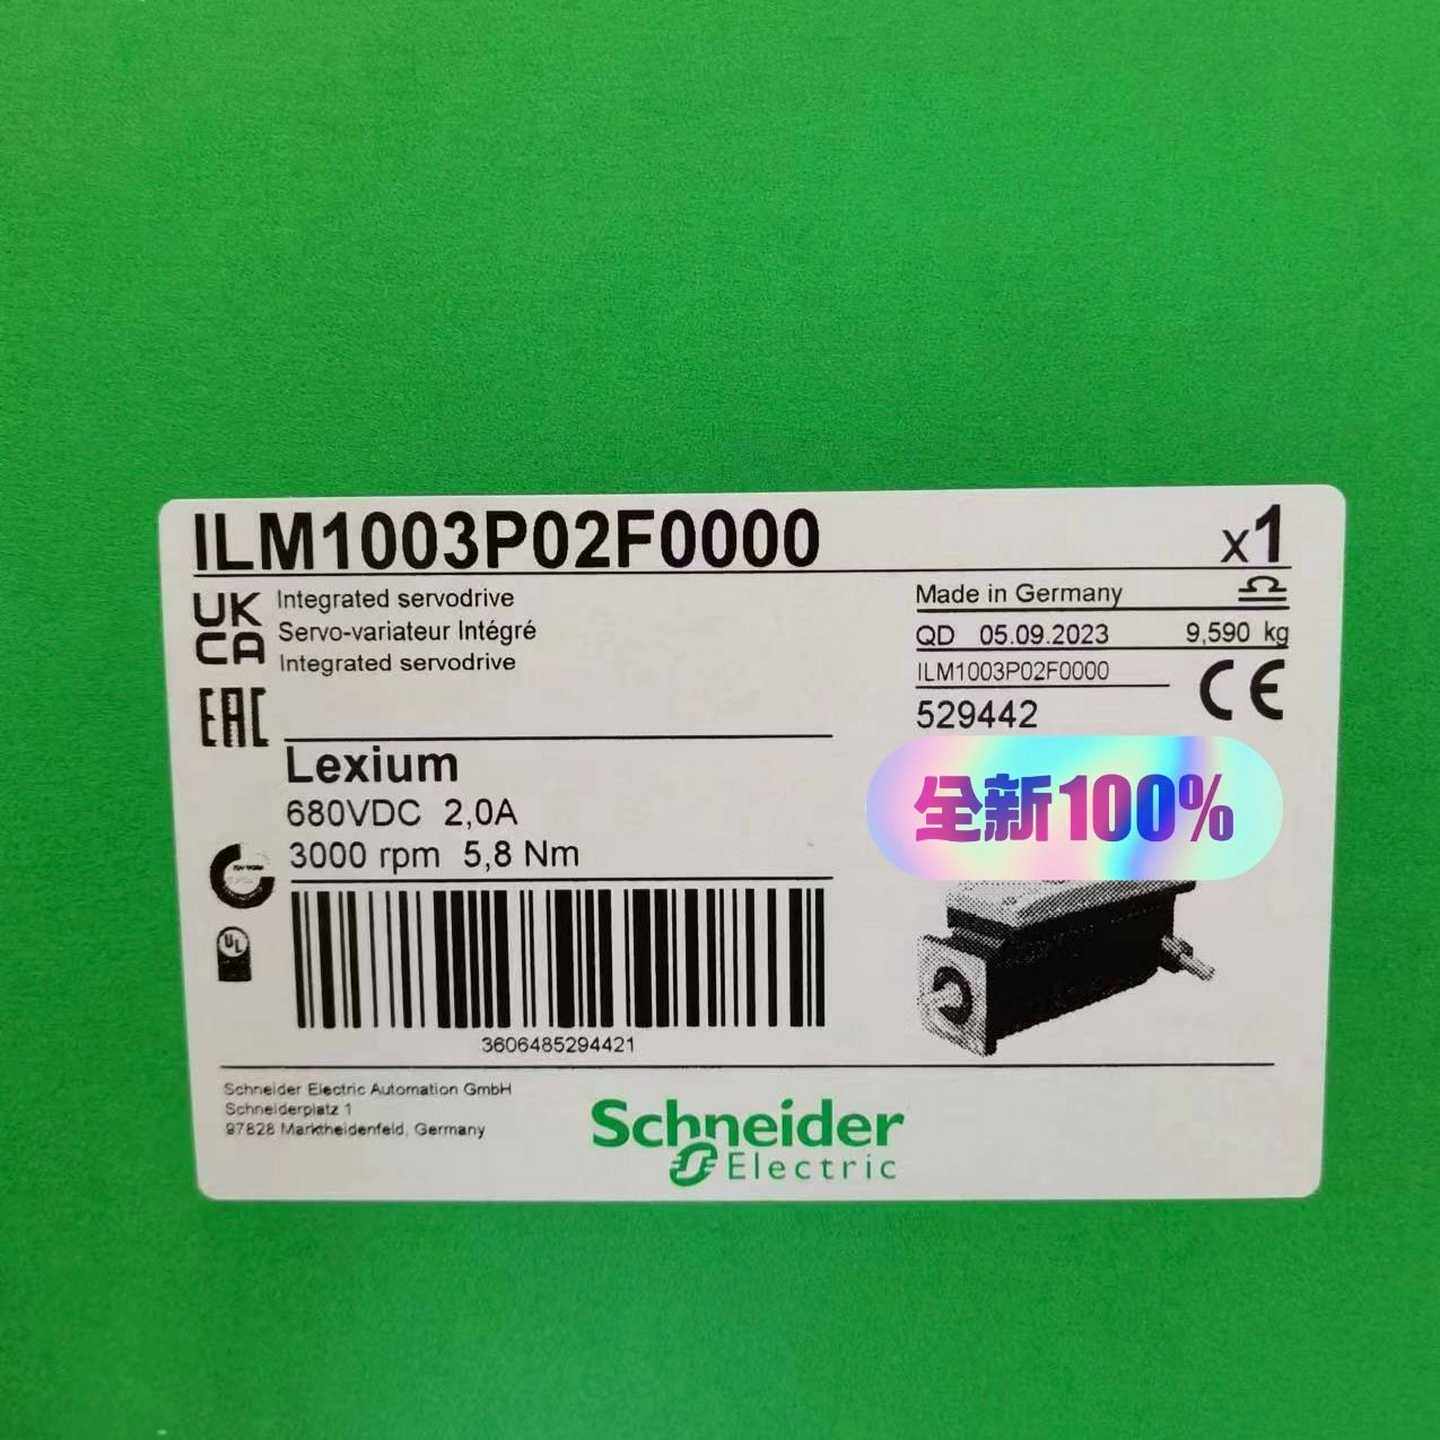 ILM1003P02F0000
x1
UK
CA
Integrated servodrive
Servo-variateur Intégré
Integrated servodrive
Made in Germany
QD 05.09.2023 9,590 kg
ILM1003P02F0000
529442
CE
EAC
Lexium
680VDC 2,0A
3000 rpm 5,8 Nm
全新100%
UL
3606485294421
Schneider Electric Automation GmbH
Schneiderplatz 1
97828 Marktheidenfeld, Germany
Schneider
Electric